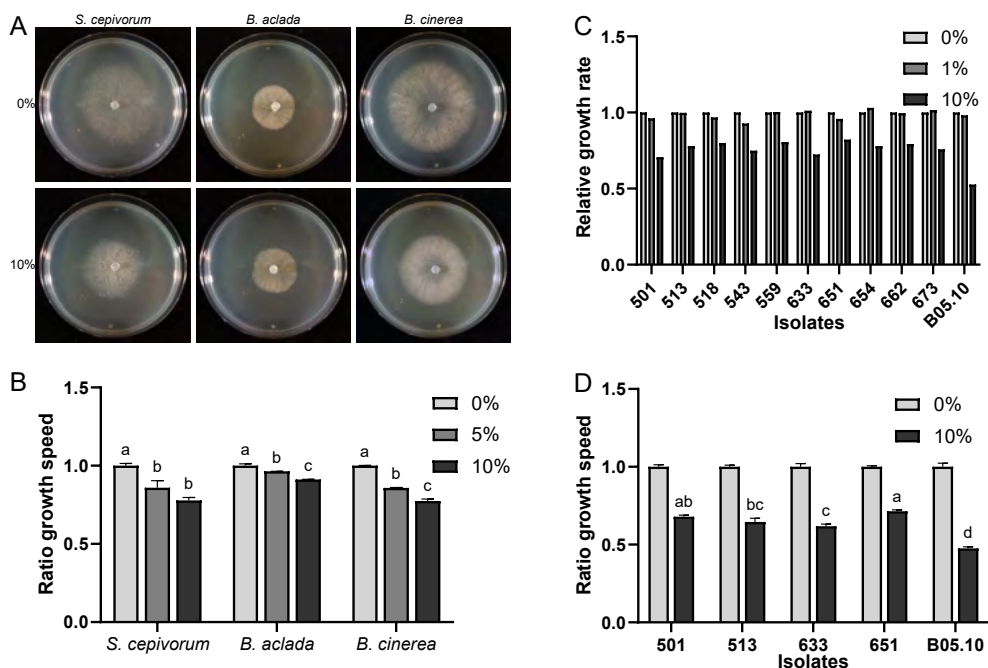 A
S. cepivorum B. aclada B. cinerea
0%
10%
B
Ratio growth speed
1.5
1.0
0.5
0.0
0%
5%
10%
a b b a b c a b c
S. cepivorum B. aclada B. cinerea
C
Relative growth rate
1.5
1.0
0.5
0.0
0%
1%
10%
501 513 518 543 559 633 651 654 662 673 B05.10
Isolates
D
Ratio growth speed
1.5
1.0
0.5
0.0
0%
10%
ab bc c a d
501 513 633 651 B05.10
Isolates